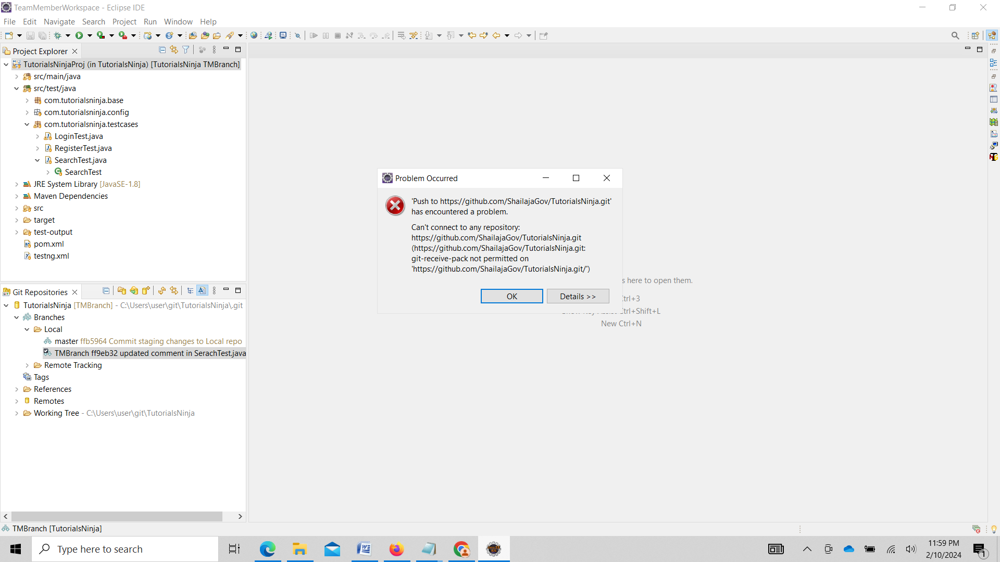 TeamMemberWorkspace - Eclipse IDE
File Edit Navigate Search Project Run Window Help
Project Explorer
TutorialsNinjaProj (in TutorialsNinja) [TutorialsNinja TMBranch]
src/main/java
src/test/java
com.tutorialsninja.base
com.tutorialsninja.config
com.tutorialsninja.testcases
LoginTest.java
RegisterTest.java
SearchTest.java
SearchTest
JRE System Library [JavaSE-1.8]
Maven Dependencies
src
target
test-output
pom.xml
testng.xml
Git Repositories
TutorialsNinja [TMBranch] - C:\Users\user\git\TutorialsNinja\.git
Branches
Local
master ffb5964 Commit staging changes to Local repo
TMBranch ff9eb32 updated comment in SerachTest.java
Remote Tracking
Tags
References
Remotes
Working Tree - C:\Users\user\git\TutorialsNinja
Problem Occurred
'Push to https://github.com/ShailajaGov/TutorialsNinja.git'
has encountered a problem.
Can't connect to any repository:
https://github.com/ShailajaGov/TutorialsNinja.git
(https://github.com/ShailajaGov/TutorialsNinja.git:
git-receive-pack not permitted on
'https://github.com/ShailajaGov/TutorialsNinja.git/')
OK Details >>
s here to open them.
trl+3
Ctrl+Shift+L
New Ctrl+N
TMBranch [TutorialsNinja]
Type here to search
11:59 PM
2/10/2024
1